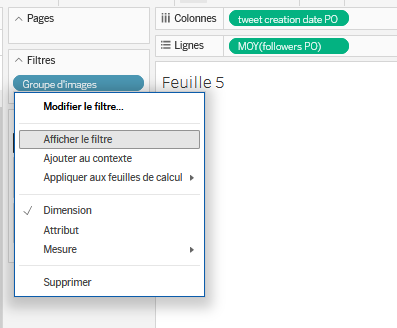 Pages
Colonnes
tweet creation date PO
Lignes
MOY(followers PO)
Filtres
Groupe d'images
Feuille 5
Modifier le filtre...
Afficher le filtre
Ajouter au contexte
Appliquer aux feuilles de calcul
Dimension
Attribut
Mesure
Supprimer